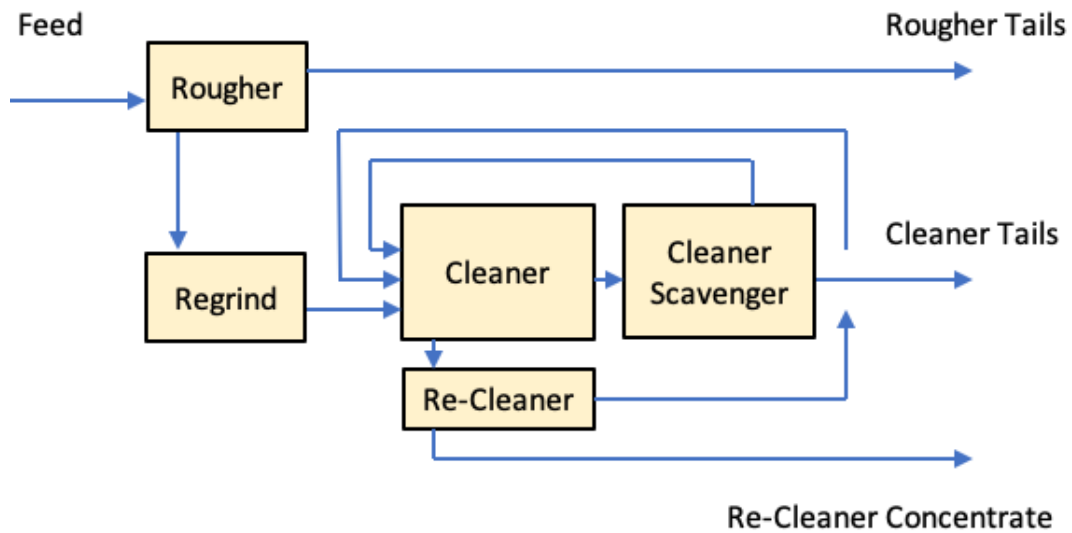 Feed
Rougher Tails
Rougher
Cleaner Tails
Cleaner
Cleaner
Scavenger
Regrind
Re-Cleaner
Re-Cleaner Concentrate